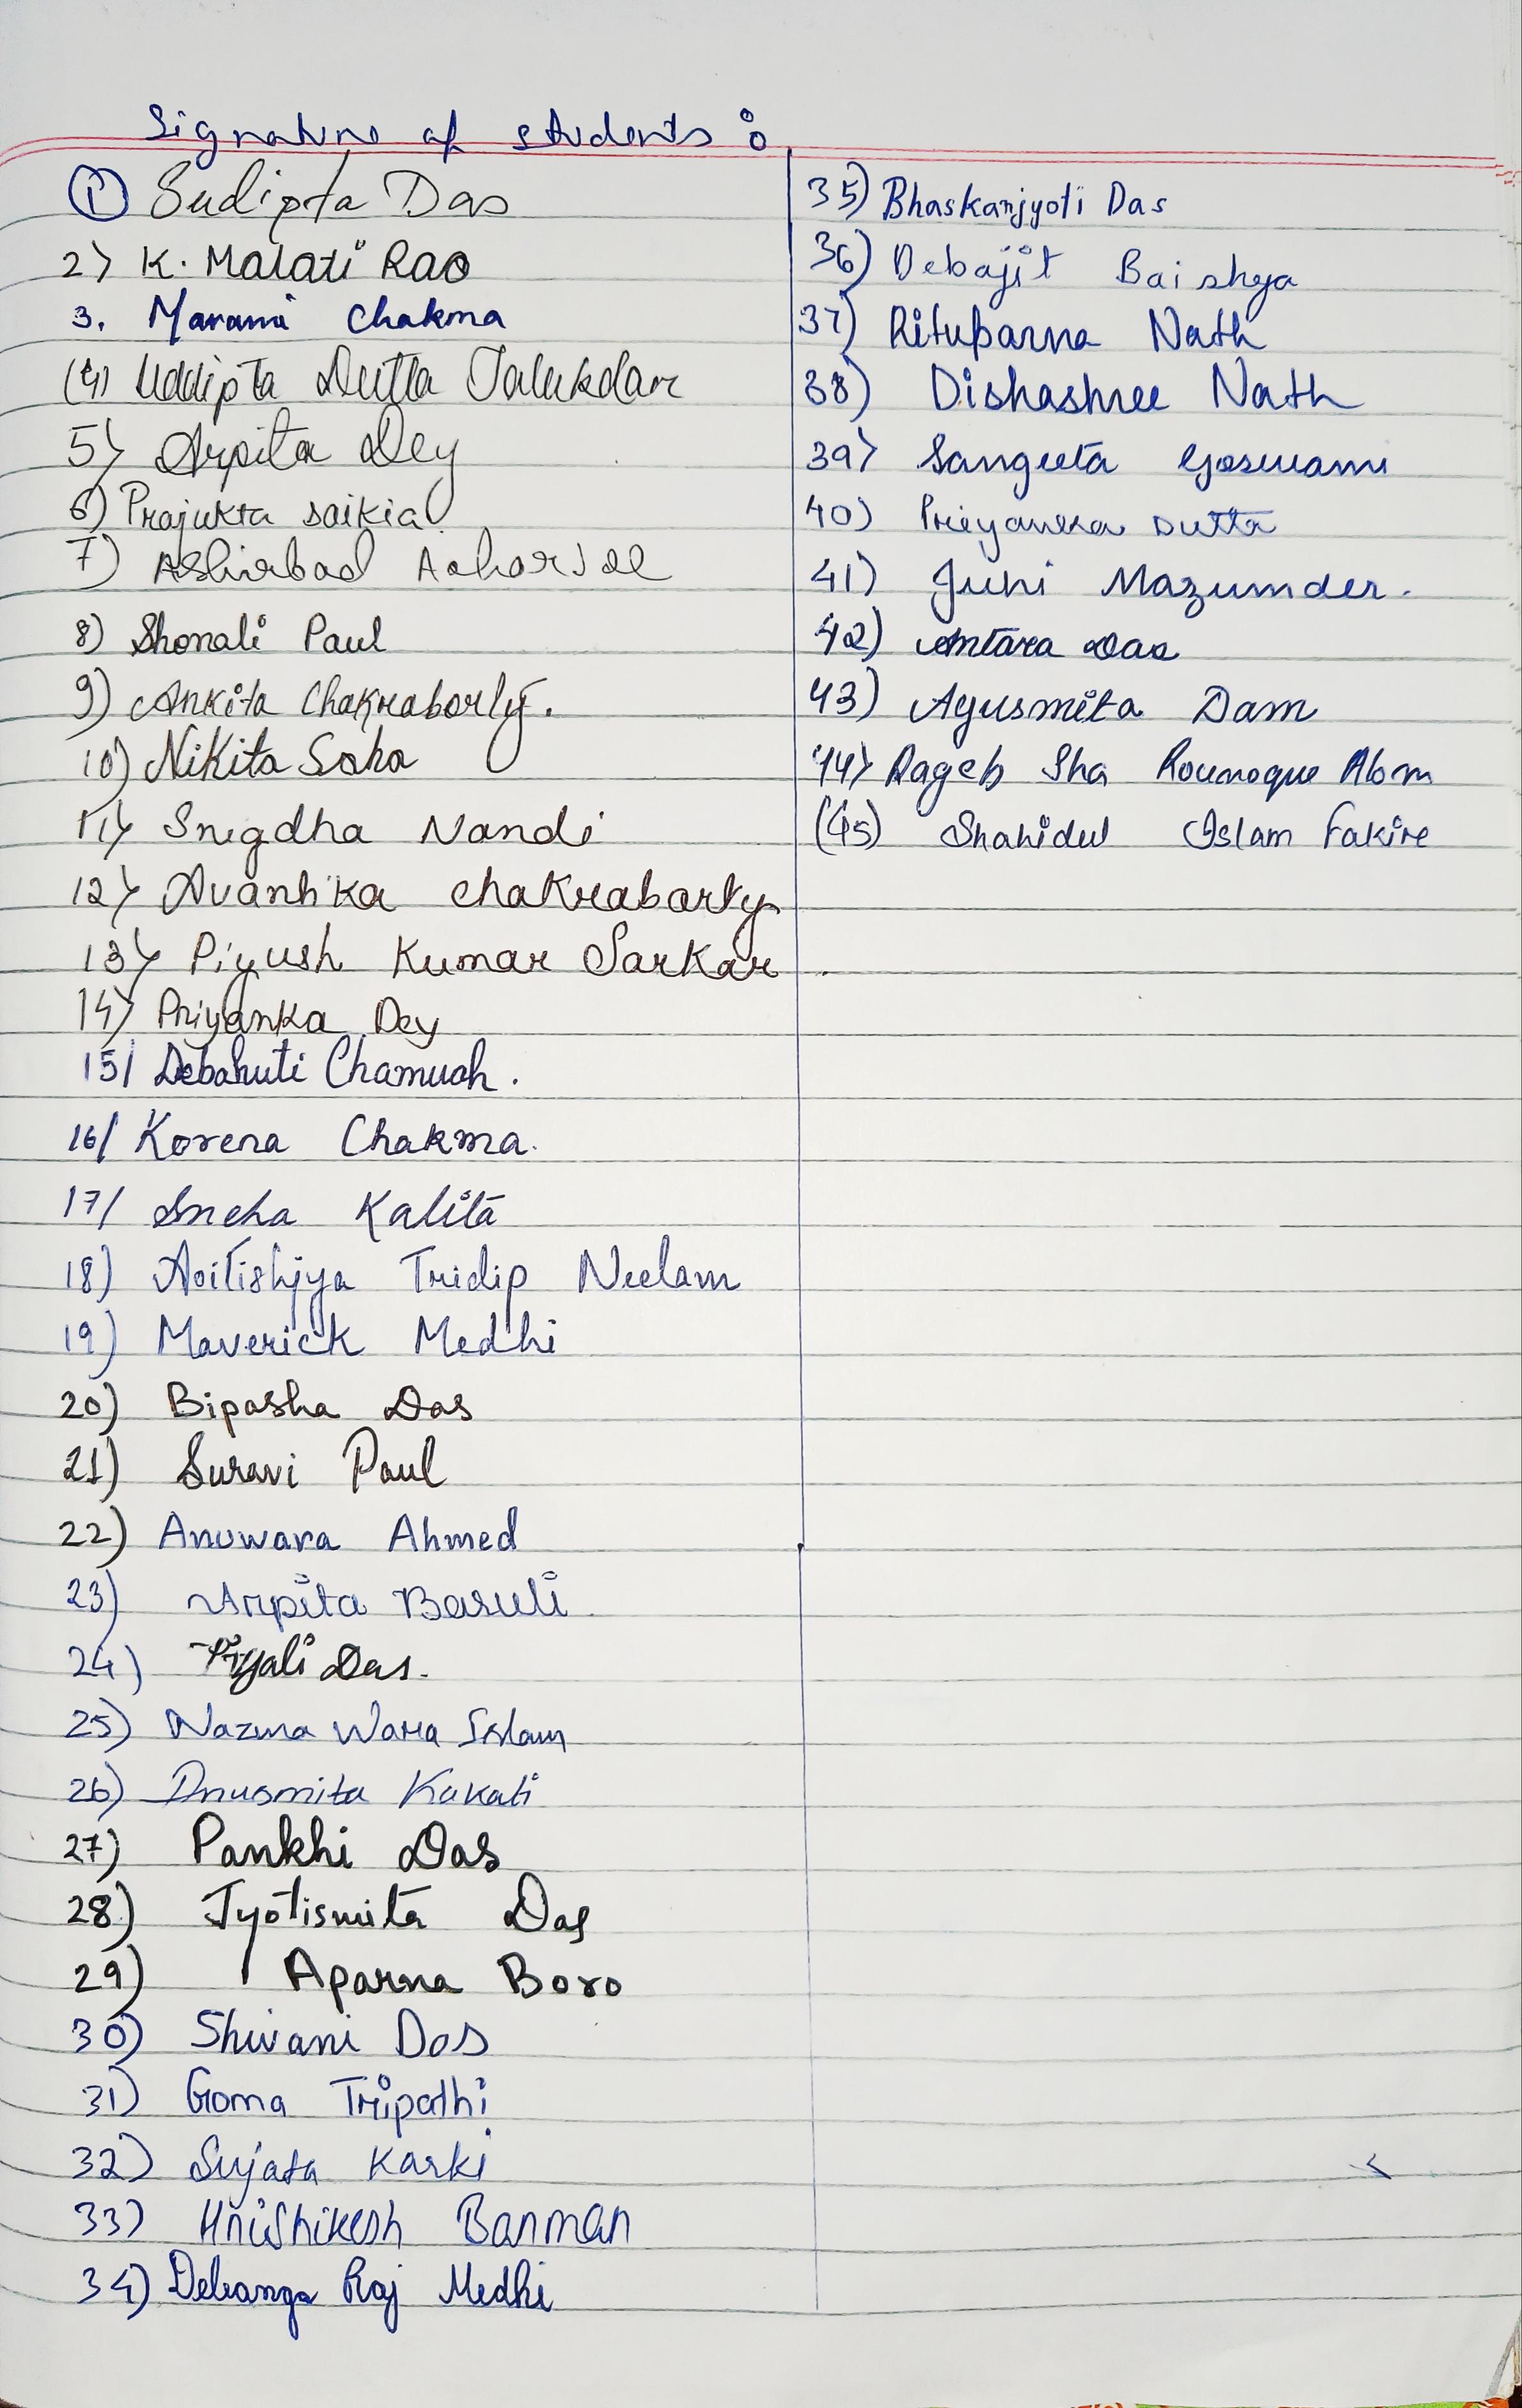 Signature of students :
① Sudipta Das
2) K. Malati Rao
3. Marami Chakma
(4) Uddipta Dutta Talukdar
5) Arpita Dey
6) Prajukta saikia
7) Ashirbad Acharjee
8) Shonali Paul
9) Ankita Chakraborty.
10) Nikita Saha
11) Snigdha Nandi
12) Avantika Chakraborty
13) Piyush Kumar Sarkar
14) Priyanka Dey
15/ Debahuti Chamuah.
16/ Korena Chakma.
17/ Sneha Kalita
18) Tridip Neelam
19) Maverick Medhi
20) Bipasha Das
21) Suravi Paul
22) Anuwara Ahmed
23) Arpita Baruli
24) Piyali Das.
25) Nazma Wara Islam
26) Anusmita Kakati
27) Pankhi Das
28) Jyotismita Das
29) Aparna Boro
30) Shivani Das
31) Goma Tripathi
32) Sujata Karki
33) Hrishikesh Barman
34) Debanga Raj Medhi
35) Bhaskarjyoti Das
36) Debajit Baishya
37) Rituparna Nath
38) Dishashree Nath
39) Sangeeta Goswami
40) Priyanka Dutta
41) Juhi Mazumder.
42) Antara Das
43) Ayusmita Dam
44) Rageb Sha Alom
(45) Shahidul Islam Fakire